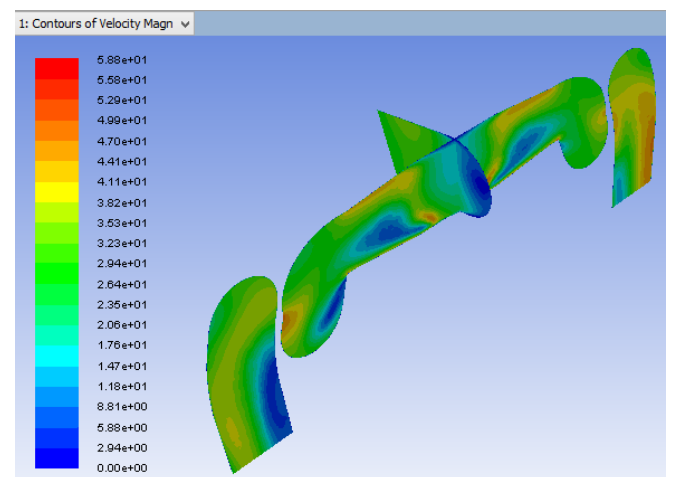 1: Contours of Velocity Magn
5.88e+01
5.58e+01
5.29e+01
4.99e+01
4.70e+01
4.41e+01
4.11e+01
3.82e+01
3.53e+01
3.23e+01
2.94e+01
2.64e+01
2.35e+01
2.06e+01
1.76e+01
1.47e+01
1.18e+01
8.81e+00
5.88e+00
2.94e+00
0.00e+00